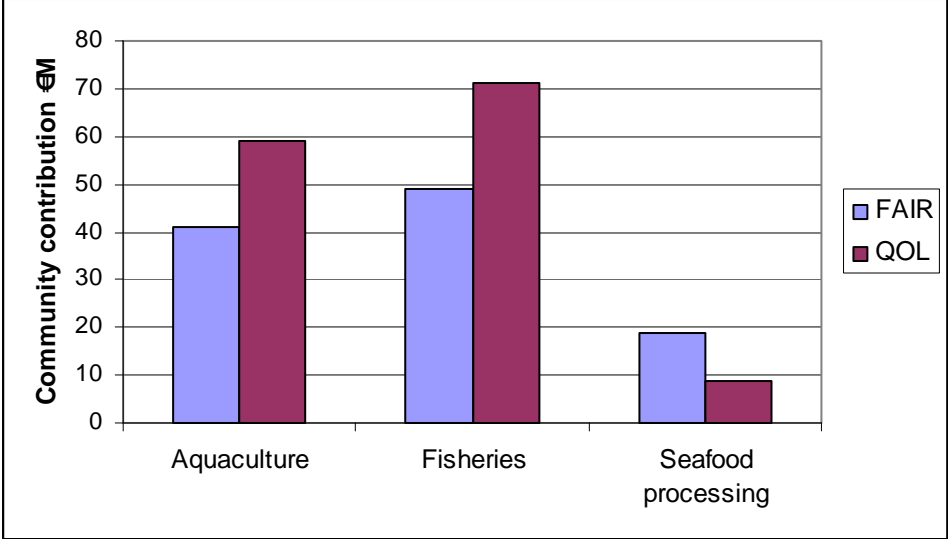 Community contribution €M
80
70
60
50
40
30
20
10
0
Aquaculture
Fisheries
Seafood
processing
FAIR
QOL